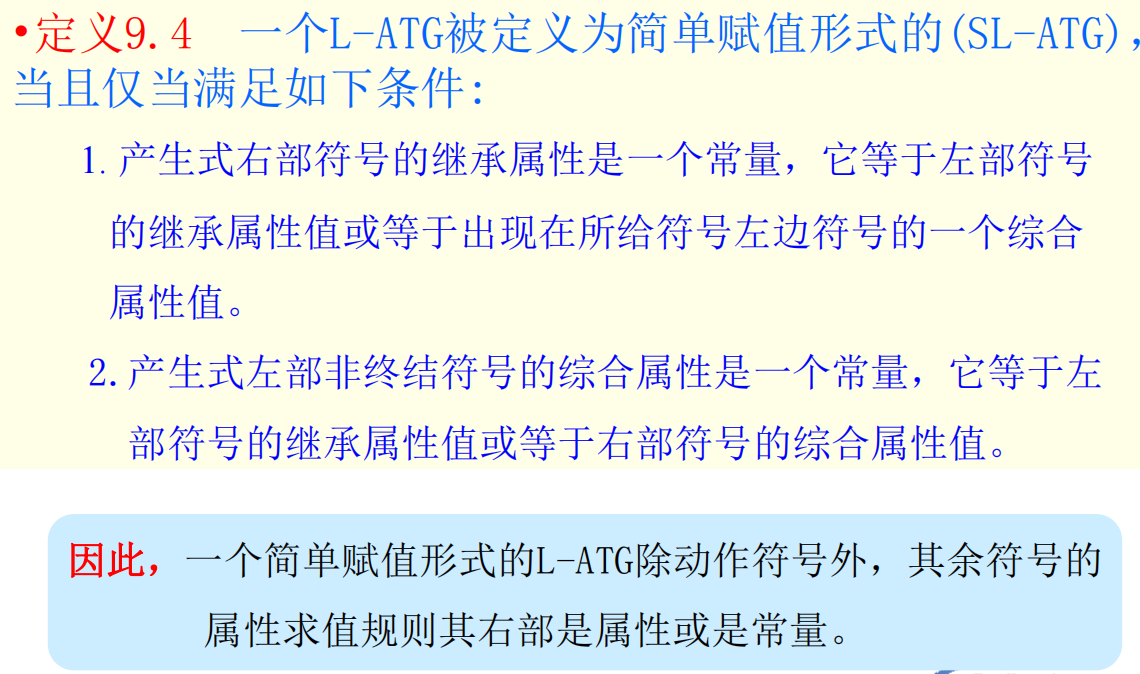 •定义9.4 一个L-ATG被定义为简单赋值形式的(SL-ATG),
当且仅当满足如下条件:
1.产生式右部符号的继承属性是一个常量，它等于左部符号
的继承属性值或等于出现在所给符号左边符号的一个综合
属性值。
2.产生式左部非终结符号的综合属性是一个常量，它等于左
部符号的继承属性值或等于右部符号的综合属性值。
因此，一个简单赋值形式的L-ATG除动作符号外，其余符号的
属性求值规则其右部是属性或是常量。